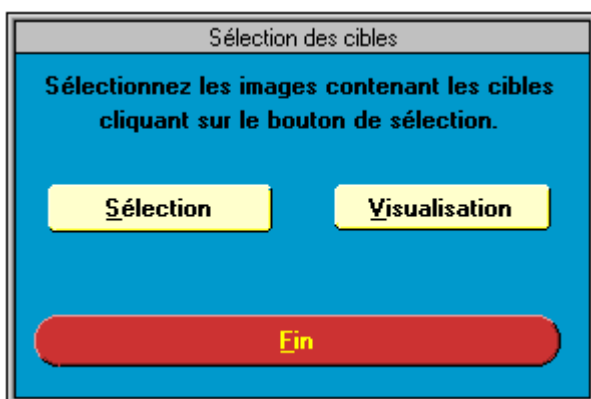 Sélection des cibles
Sélectionnez les images contenant les cibles
cliquant sur le bouton de sélection.
Sélection Visualisation
Fin